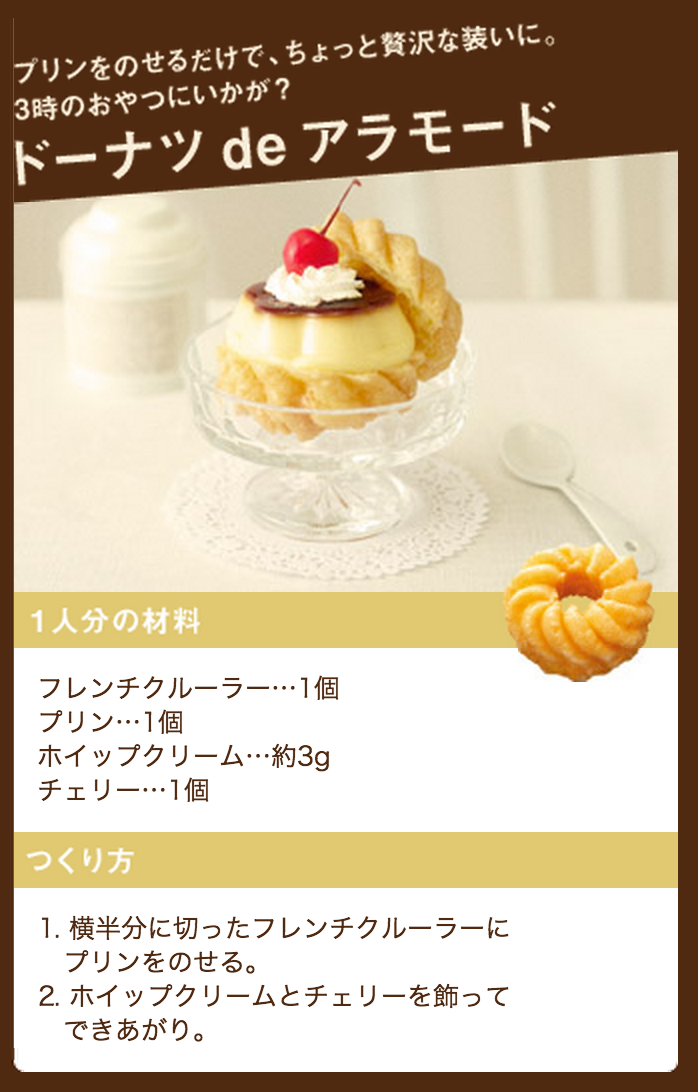 プリンをのせるだけで、ちょっと贅沢な装いに。
3時のおやつにいかが？
ドーナツ de アラモード
1人分の材料
フレンチクルーラー…1個
プリン…1個
ホイップクリーム…約3g
チェリー…1個
つくり方
1. 横半分に切ったフレンチクルーラーに
プリンをのせる。
2. ホイップクリームとチェリーを飾って
できあがり。